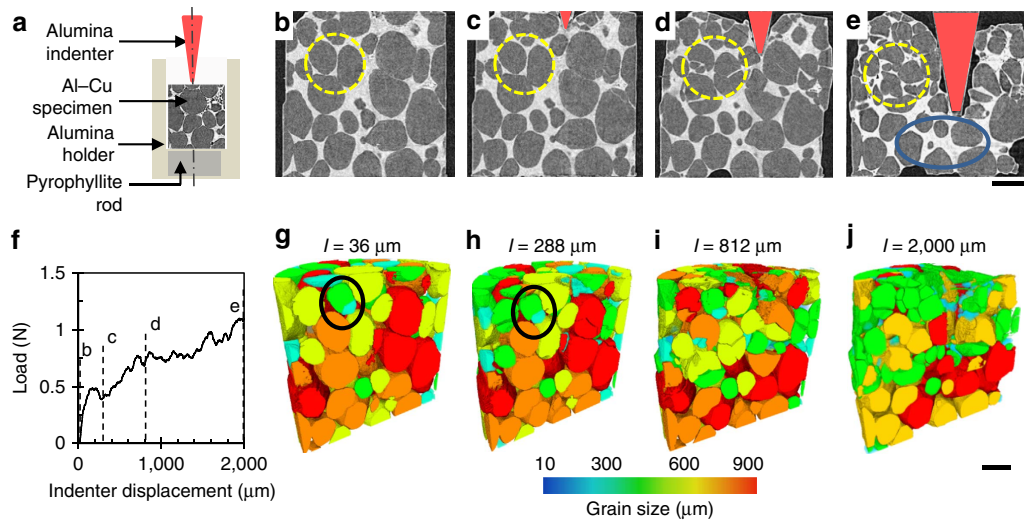 a
Alumina
indenter
Al–Cu
specimen
Alumina
holder
Pyrophyllite
rod
b
c
d
e
f
Load (N)
1.5
1
0.5
0
b
c
d
e
1,000
2,000
Indenter displacement (μm)
g
l = 36 μm
h
l = 288 μm
i
l = 812 μm
j
l = 2,000 μm
10 300 600 900
Grain size (μm)